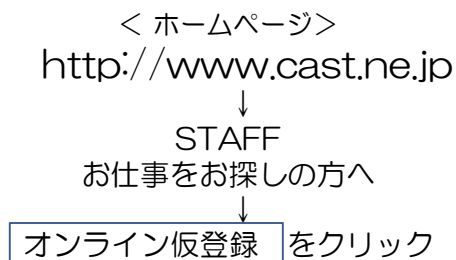 ＜ ホームページ＞
http://www.cast.ne.jp
↓
STAFF
お仕事をお探しの方へ
↓
オンライン仮登録 をクリック